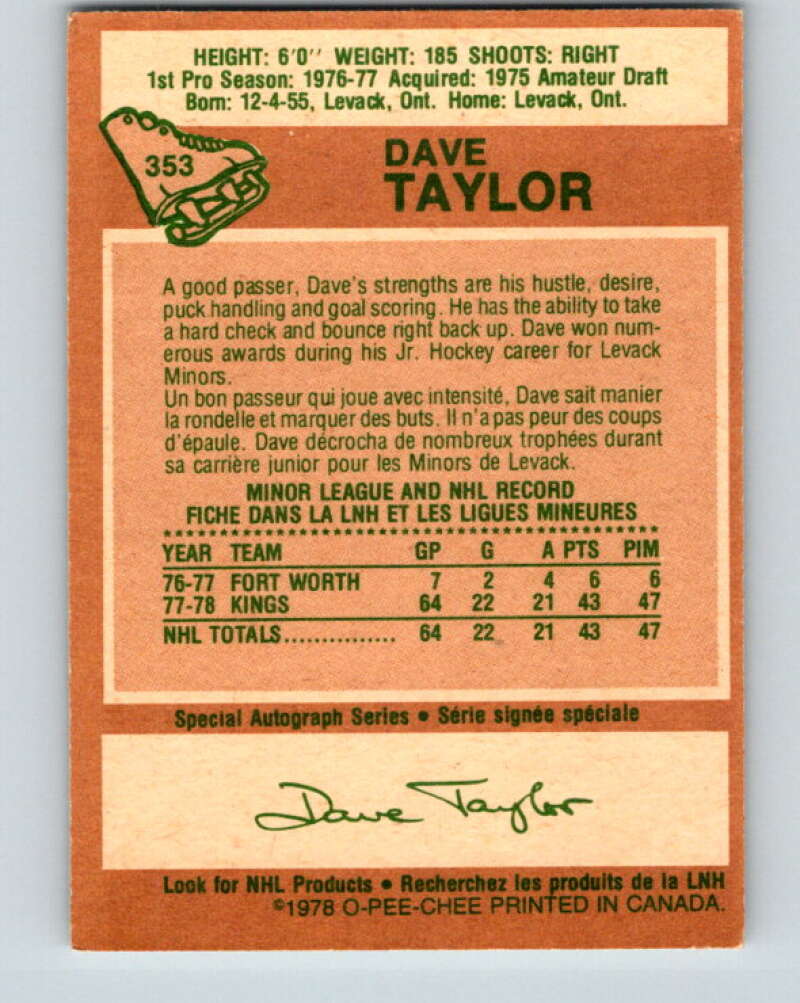 HEIGHT: 6'0'' WEIGHT: 185 SHOOTS: RIGHT
1st Pro Season: 1976-77 Acquired: 1975 Amateur Draft
Born: 12-4-55, Levack, Ont. Home: Levack, Ont.
353
DAVE
TAYLOR
A good passer, Dave's strengths are his hustle, desire,
puck handling and goal scoring. He has the ability to take
a hard check and bounce right back up. Dave won num-
erous awards during his Jr. Hockey career for Levack
Minors.
Un bon passeur qui joue avec intensité, Dave sait manier
la rondelle et marquer des buts. Il n'a pas peur des coups
d'épaule. Dave décrocha de nombreux trophées durant
sa carrière junior pour les Minors de Levack.
MINOR LEAGUE AND NHL RECORD
FICHE DANS LA LNH ET LES LIGUES MINEURES
YEAR TEAM GP G A PTS PIM
76-77 FORT WORTH 7 2 4 6 6
77-78 KINGS 64 22 21 43 47
NHL TOTALS............... 64 22 21 43 47
Special Autograph Series • Série signée spéciale
Dave Taylor
Look for NHL Products • Recherchez les produits de la LNH
©1978 O-PEE-CHEE PRINTED IN CANADA.